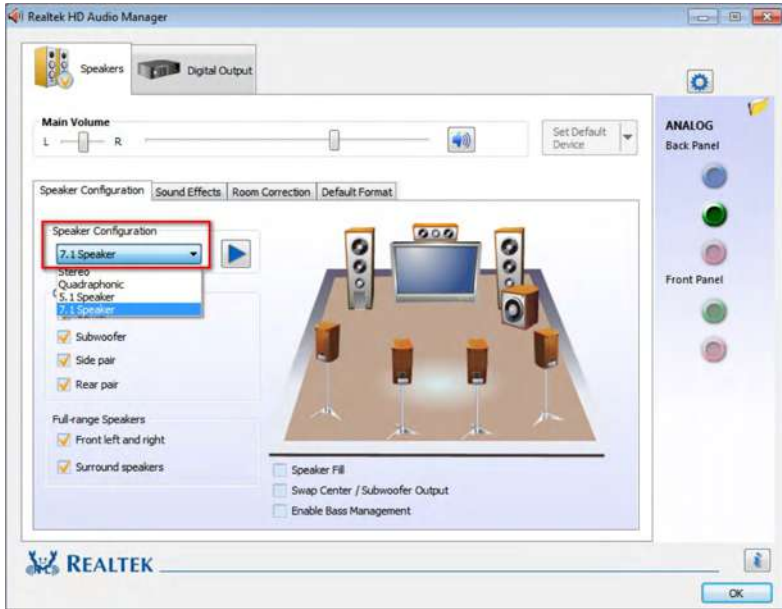 Realtek HD Audio Manager
Speakers
Digital Output
Main Volume
L
R
Set Default
Device
ANALOG
Back Panel
Speaker Configuration
Sound Effects
Room Correction
Default Format
Speaker Configuration
7.1 Speaker
Stereo
Quadraphonic
5.1 Speaker
7.1 Speaker
Front Panel
Subwoofer
Side pair
Rear pair
Full-range Speakers
Front left and right
Surround speakers
Speaker Fill
Swap Center / Subwoofer Output
Enable Bass Management
REALTEK
OK